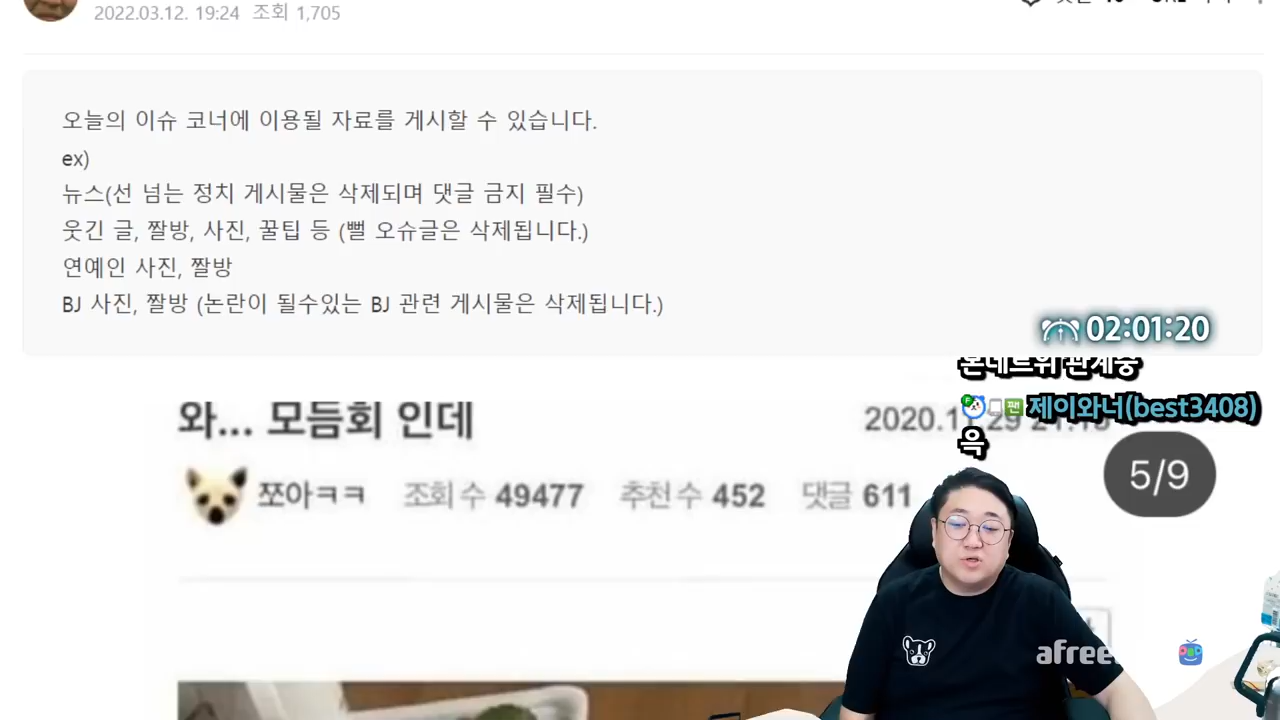 2022.03.12. 19:24 조회 1,705
오늘의 이슈 코너에 이용될 자료를 게시할 수 있습니다.
ex)
뉴스(선 넘는 정치 게시물은 삭제되며 댓글 금지 필수)
웃긴 글, 짤방, 사진, 꿀팁 등 (뻘 오슈글은 삭제됩니다.)
연예인 사진, 짤방
BJ 사진, 짤방 (논란이 될수있는 BJ 관련 게시물은 삭제됩니다.)
02:01:20
제이와너(best3408)
윽
와... 모듬회 인데
5/9
쪼아ㅋㅋ 조회 수 49477 추천 수 452 댓글 611
afree